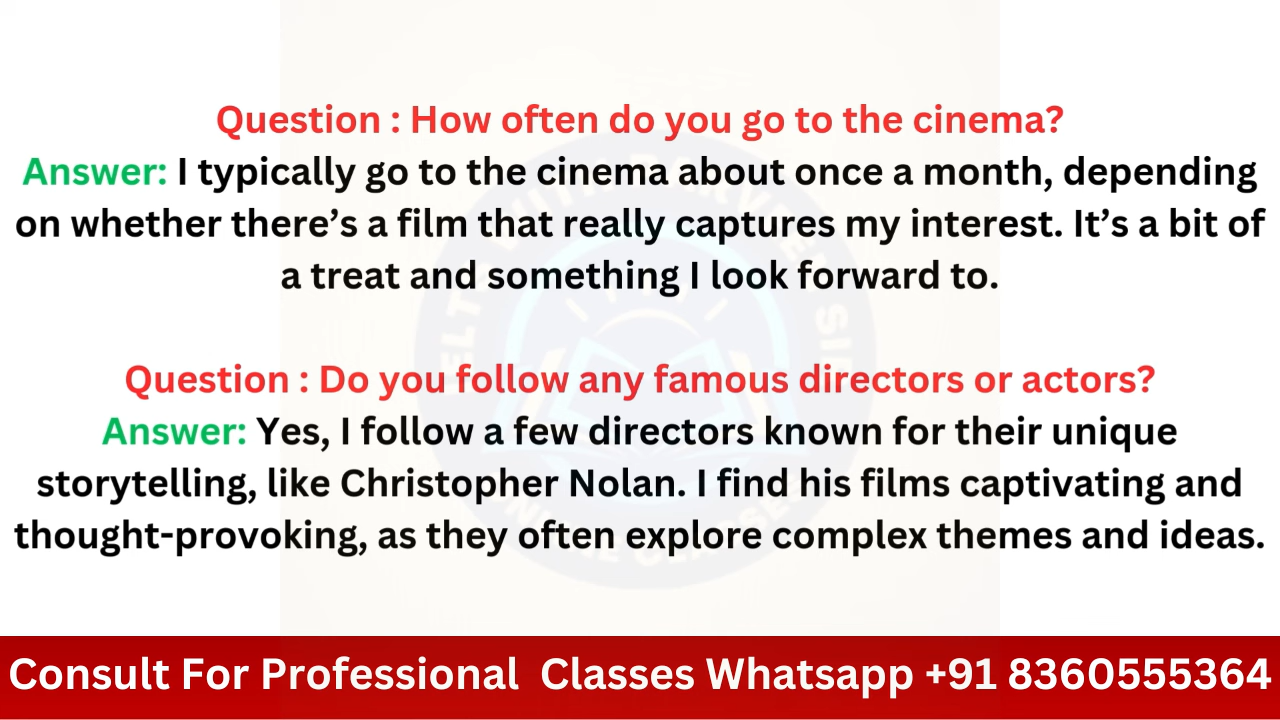 Question : How often do you go to the cinema?
Answer: I typically go to the cinema about once a month, depending
on whether there’s a film that really captures my interest. It’s a bit of
a treat and something I look forward to.
Question : Do you follow any famous directors or actors?
Answer: Yes, I follow a few directors known for their unique
storytelling, like Christopher Nolan. I find his films captivating and
thought-provoking, as they often explore complex themes and ideas.
Consult For Professional  Classes Whatsapp +91 8360555364